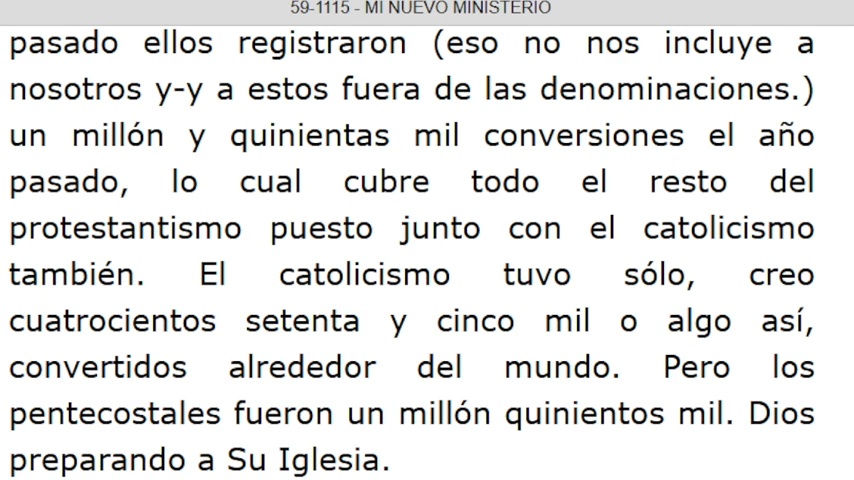 59-1115 - MI NUEVO MINISTERIO
pasado ellos registraron (eso no nos incluye a
nosotros y-y a estos fuera de las denominaciones.)
un millón y quinientas mil conversiones el año
pasado, lo cual cubre todo el resto del
protestantismo puesto junto con el catolicismo
también. El catolicismo tuvo sólo, creo
cuatrocientos setenta y cinco mil o algo así,
convertidos alrededor del mundo. Pero los
pentecostales fueron un millón quinientos mil. Dios
preparando a Su Iglesia.